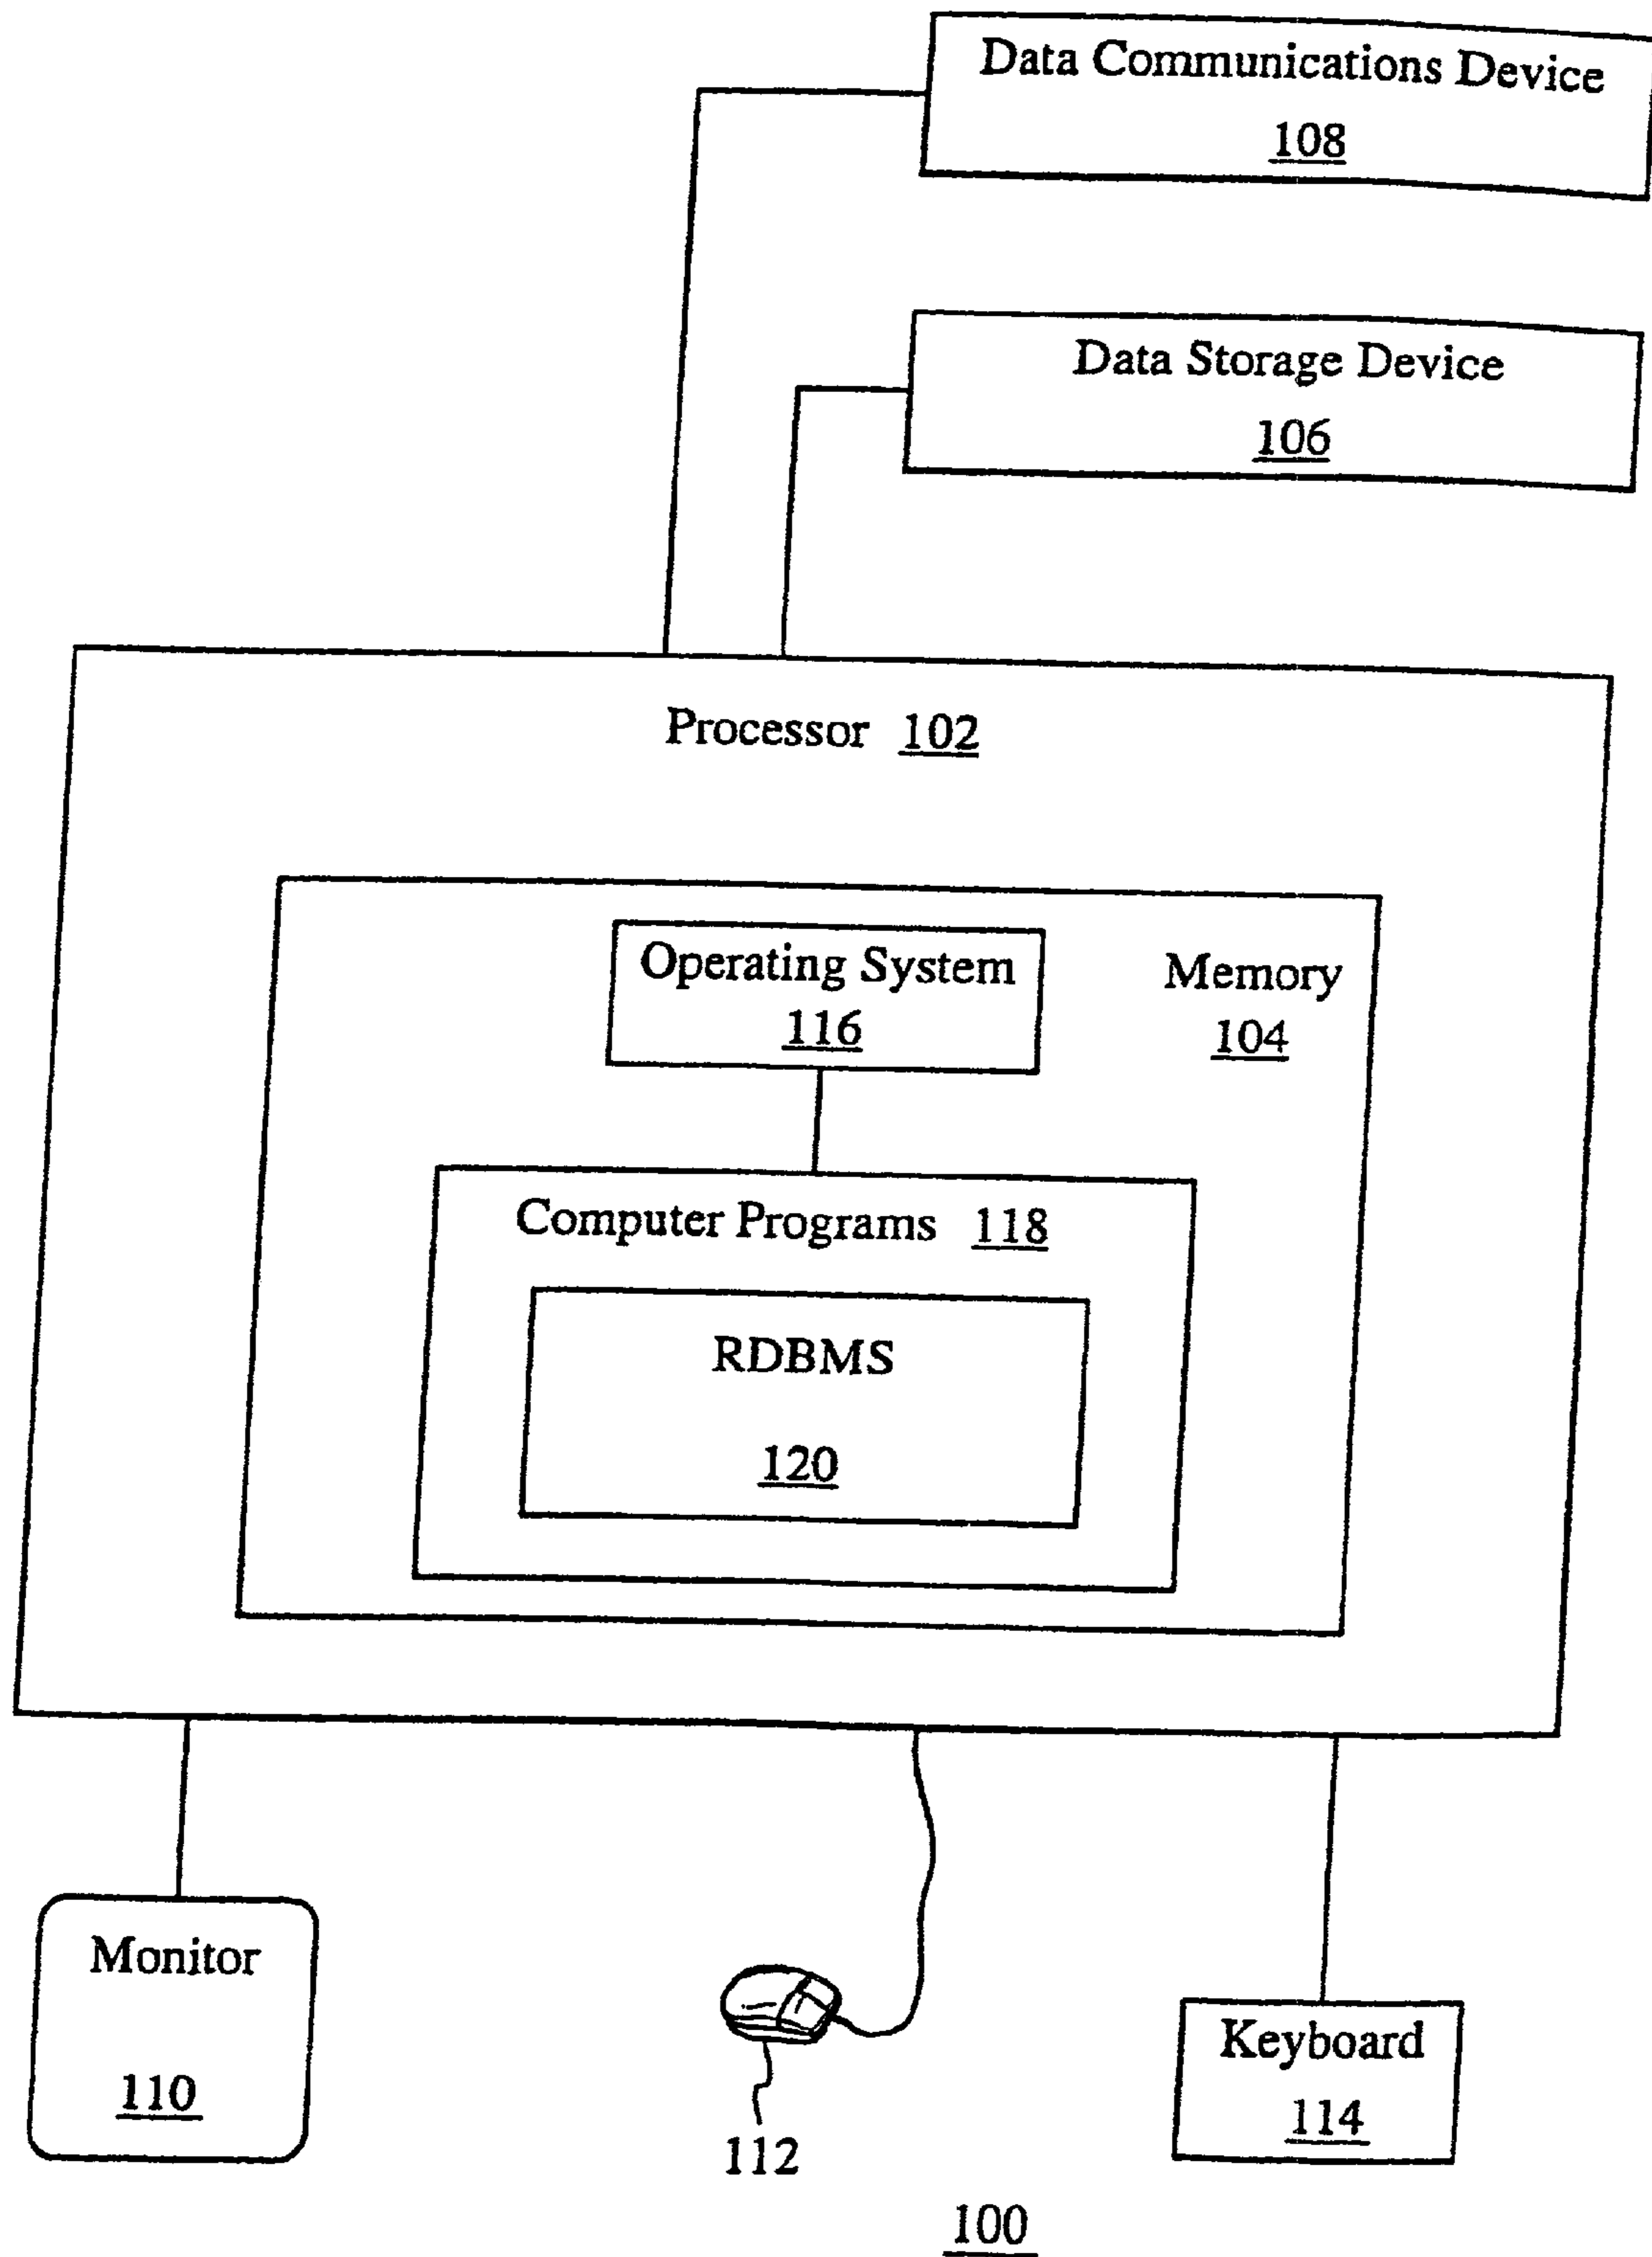 Data Communications Device
108
Data Storage Device
106
Processor 102
Operating System
116
Memory
104
Computer Programs 118
RDBMS
120
Monitor
110
112
Keyboard
114
100